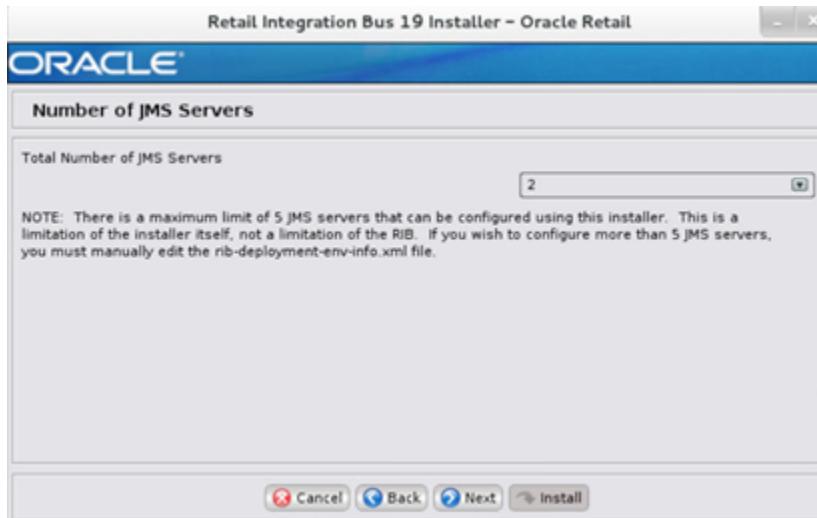 Retail Integration Bus 19 Installer – Oracle Retail
ORACLE®
Number of JMS Servers
Total Number of JMS Servers
2
NOTE: There is a maximum limit of 5 JMS servers that can be configured using this installer. This is a
limitation of the installer itself, not a limitation of the RIB. If you wish to configure more than 5 JMS servers,
you must manually edit the rib-deployment-env-info.xml file.
Cancel Back Next Install